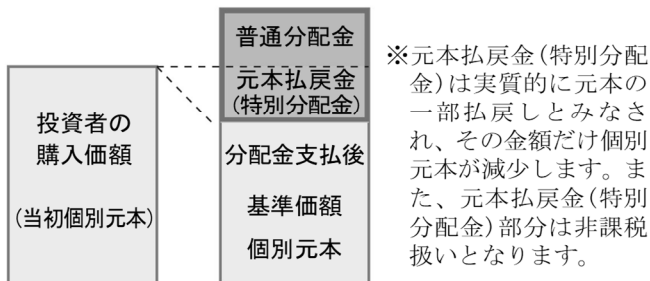 投資者の
購入価額
(当初個別元本)
普通分配金
元本払戻金
(特別分配金)
分配金支払後
基準価額
個別元本
※元本払戻金(特別分配
金)は実質的に元本の
一部払戻しとみなさ
れ、その金額だけ個別
元本が減少します。ま
た、元本払戻金(特別
分配金)部分は非課税
扱いとなります。